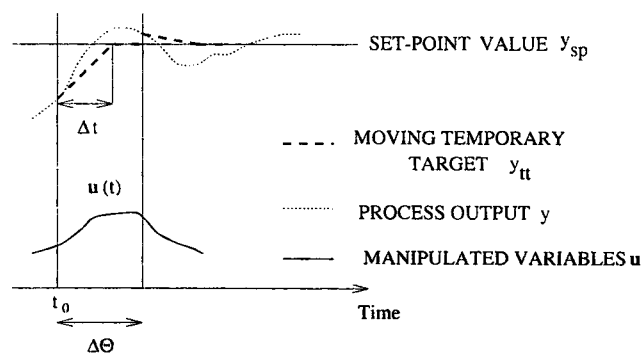 SET-POINT VALUE y_sp
Δt
MOVING TEMPORARY
TARGET y_tt
u(t)
PROCESS OUTPUT y
MANIPULATED VARIABLES u
t_0
Time
ΔΘ